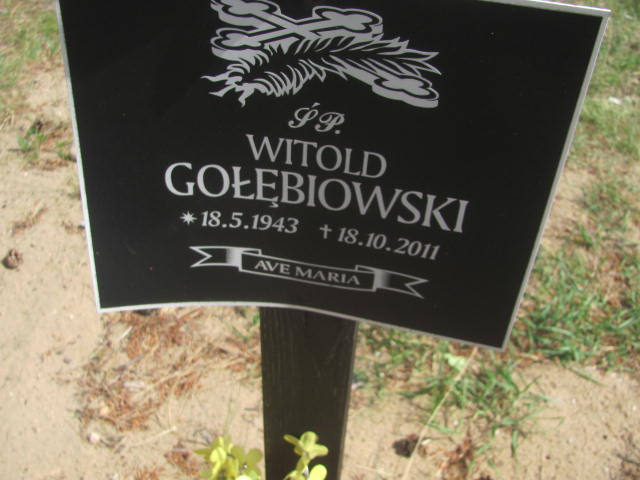 Ś P.
WITOLD
GOŁĘBIOWSKI
* 18.5.1943 † 18.10.2011
AVE MARIA